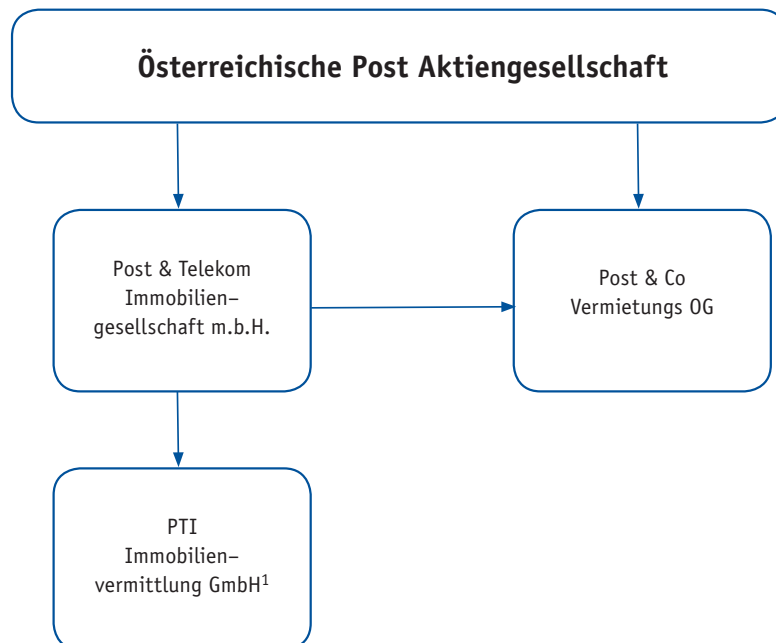 Österreichische Post Aktiengesellschaft
Post & Telekom
Immobilien–
gesellschaft m.b.H.
Post & Co
Vermietungs OG
PTI
Immobilien–
vermittlung GmbH¹